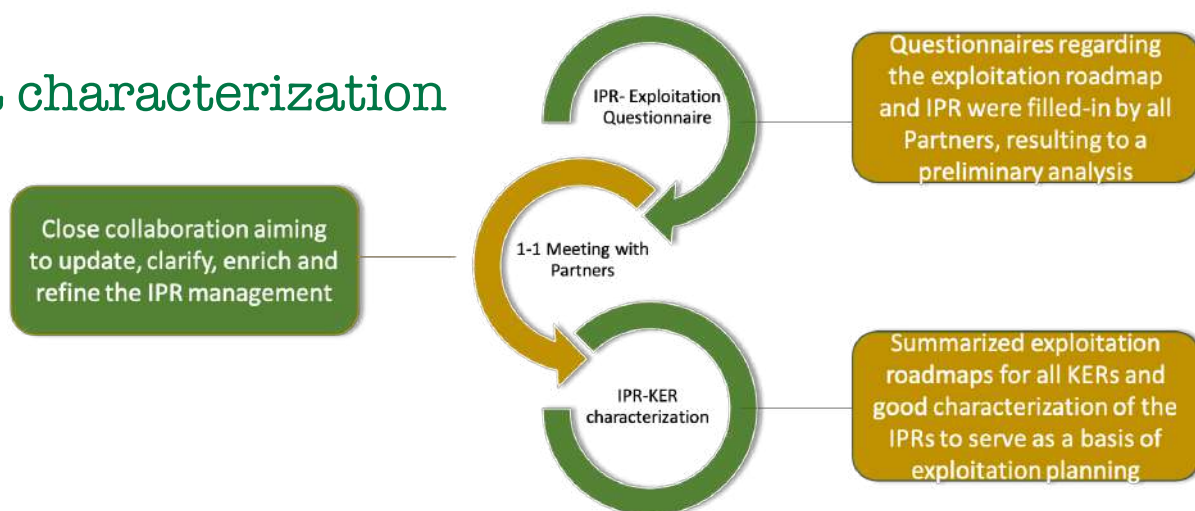 characterization
IPR- Exploitation
Questionnaire
Questionnaires regarding
the exploitation roadmap
and IPR were filled-in by all
Partners, resulting to a
preliminary analysis
Close collaboration aiming
to update, clarify, enrich and
refine the IPR management
1-1 Meeting with
Partners
IPR-KER
characterization
Summarized exploitation
roadmaps for all KERs and
good characterization of the
IPRs to serve as a basis of
exploitation planning